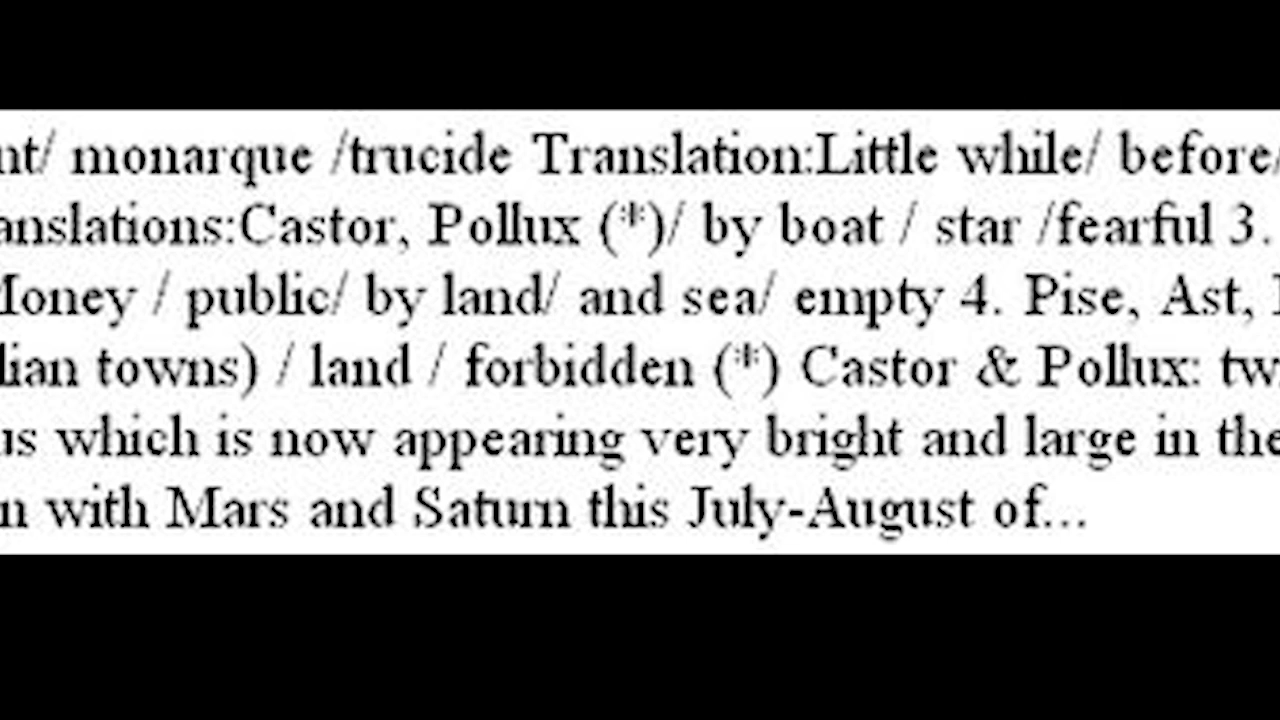 nt/ monarque /trucide Translation:Little while/ before/
anslations:Castor, Pollux (*)/ by boat / star /fearful 3.
Money / public/ by land/ and sea/ empty 4. Pise, Ast,
lian towns) / land / forbidden (*) Castor & Pollux: tw
us which is now appearing very bright and large in the
n with Mars and Saturn this July-August of...